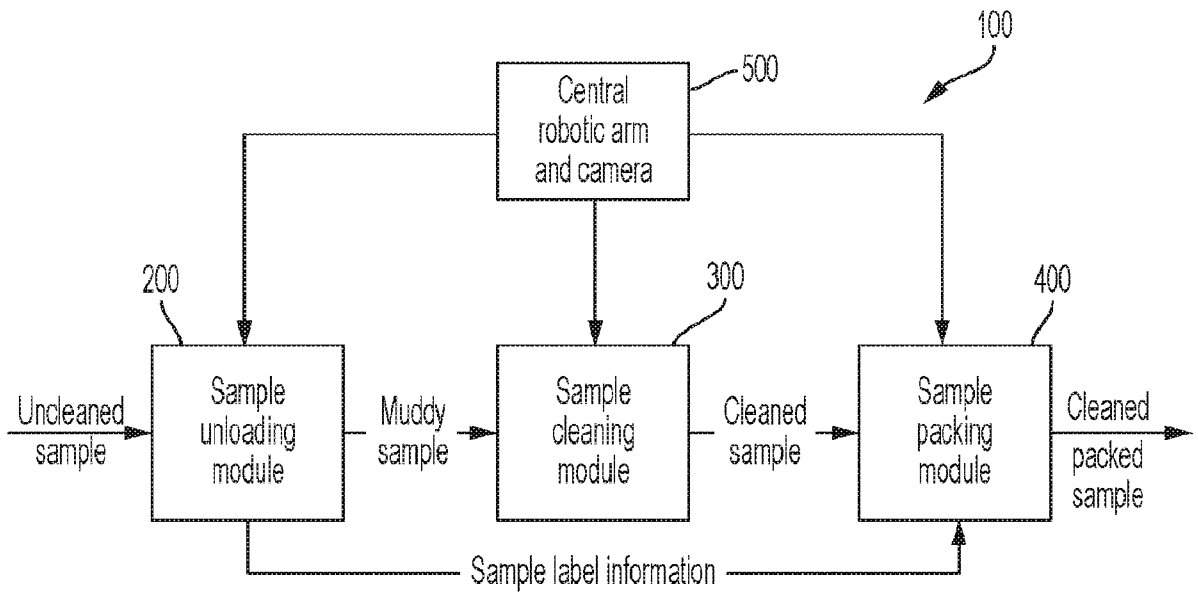 100
500
Central
robotic arm
and camera
200
300
400
Uncleaned
sample
Sample
unloading
module
Muddy
sample
Sample
cleaning
module
Cleaned
sample
Sample
packing
module
Cleaned
packed
sample
Sample label information